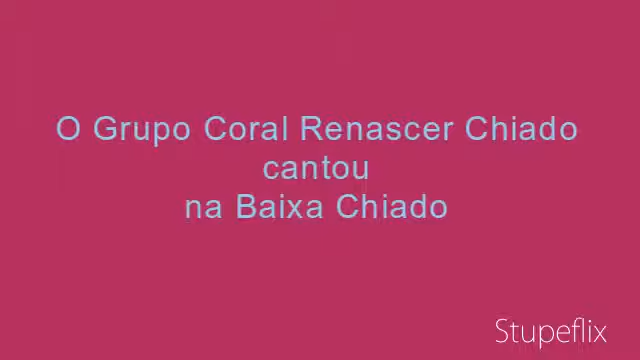 O Grupo Coral Renascer Chiado
cantou
na Baixa Chiado
Stupeflix